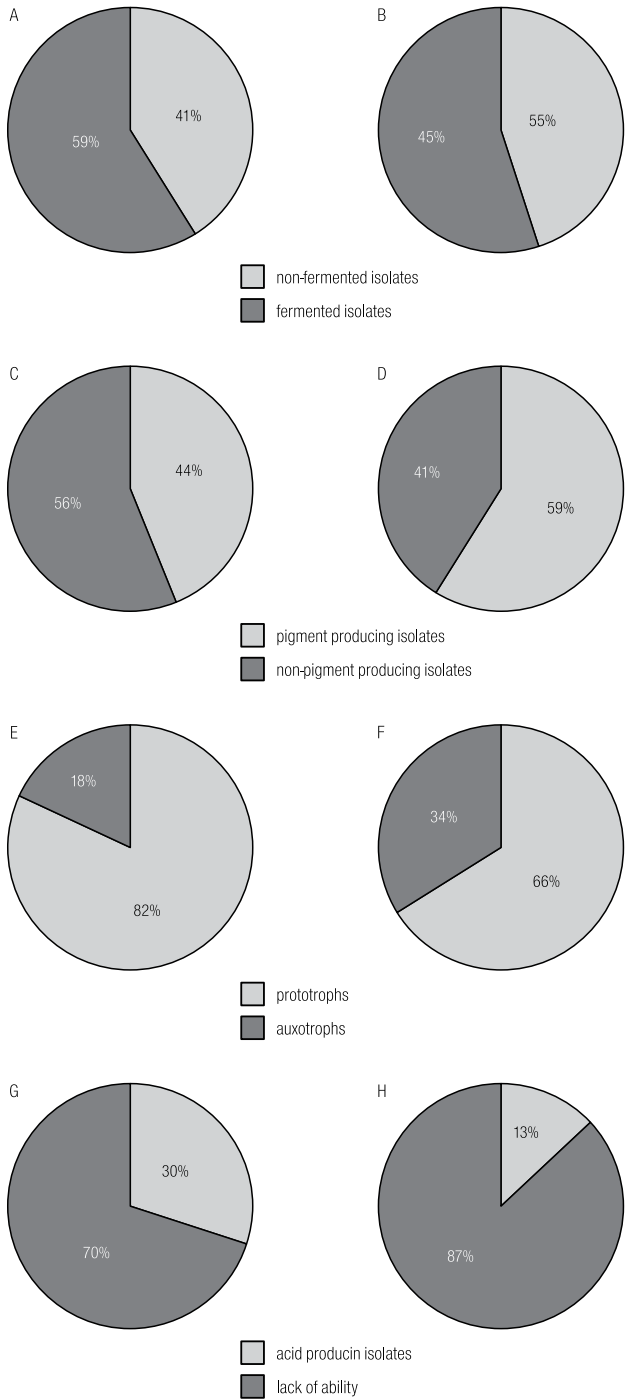 A
B
59%
41%
45%
55%
non-fermented isolates
fermented isolates
C
D
56%
44%
41%
59%
pigment producing isolates
non-pigment producing isolates
E
F
18%
82%
34%
66%
prototrophs
auxotrophs
G
H
30%
70%
13%
87%
acid producin isolates
lack of ability